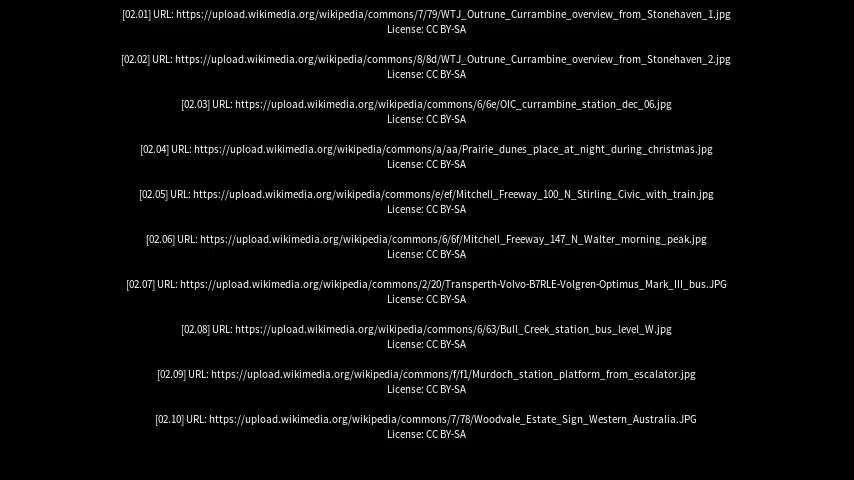 [02.01] URL: https://upload.wikimedia.org/wikipedia/commons/7/79/WTJ_Outrune_Currambine_overview_from_Stonehaven_1.jpg
License: CC BY-SA
[02.02] URL: https://upload.wikimedia.org/wikipedia/commons/8/8d/WTJ_Outrune_Currambine_overview_from_Stonehaven_2.jpg
License: CC BY-SA
[02.03] URL: https://upload.wikimedia.org/wikipedia/commons/6/6e/OIC_currambine_station_dec_06.jpg
License: CC BY-SA
[02.04] URL: https://upload.wikimedia.org/wikipedia/commons/a/aa/Prairie_dunes_place_at_night_during_christmas.jpg
License: CC BY-SA
[02.05] URL: https://upload.wikimedia.org/wikipedia/commons/e/ef/Mitchell_Freeway_100_N_Stirling_Civic_with_train.jpg
License: CC BY-SA
[02.06] URL: https://upload.wikimedia.org/wikipedia/commons/6/6f/Mitchell_Freeway_147_N_Walter_morning_peak.jpg
License: CC BY-SA
[02.07] URL: https://upload.wikimedia.org/wikipedia/commons/2/20/Transperth-Volvo-B7RLE-Volgren-Optimus_Mark_III_bus.JPG
License: CC BY-SA
[02.08] URL: https://upload.wikimedia.org/wikipedia/commons/6/63/Bull_Creek_station_bus_level_W.jpg
License: CC BY-SA
[02.09] URL: https://upload.wikimedia.org/wikipedia/commons/f/f1/Murdoch_station_platform_from_escalator.jpg
License: CC BY-SA
[02.10] URL: https://upload.wikimedia.org/wikipedia/commons/7/78/Woodvale_Estate_Sign_Western_Australia.JPG
License: CC BY-SA